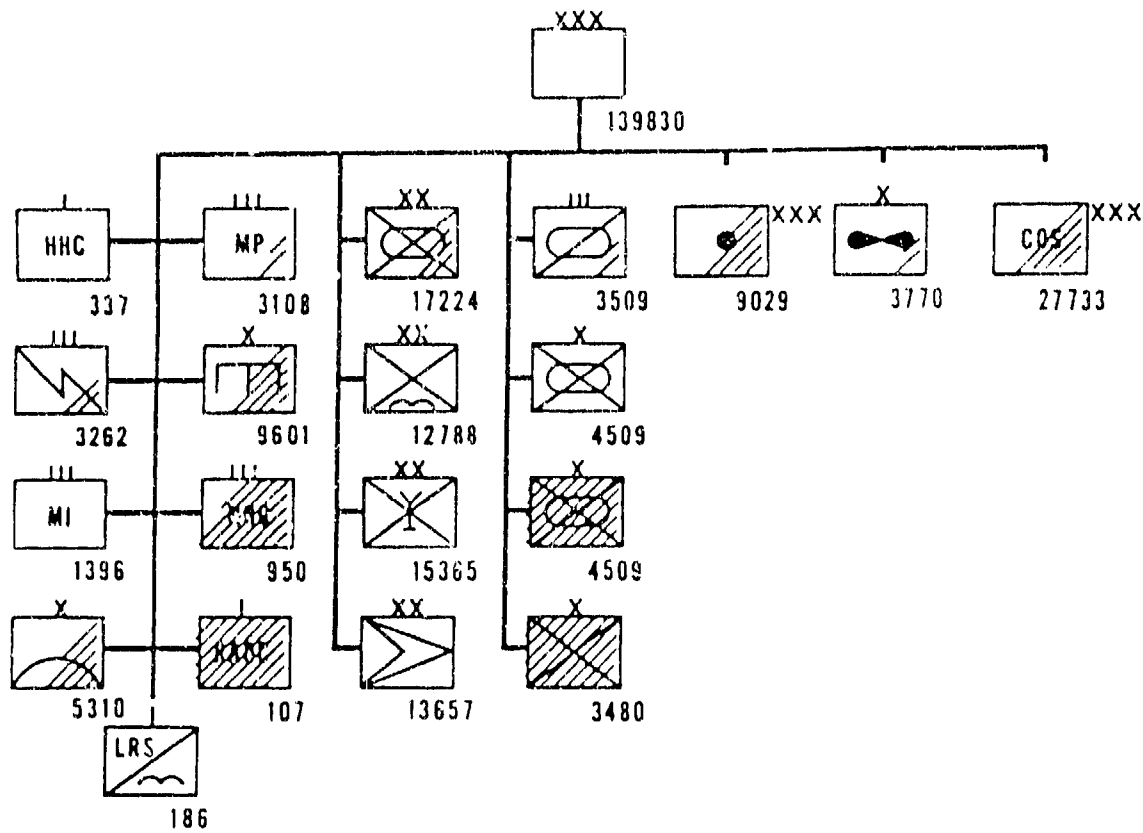 XXX
139830
I
HHC
337
III
MP
3108
XX
17224
III
3509
XXX
9029
X
3770
COS
XXX
27733
III
3262
X
9601
XX
12788
X
4509
III
MI
1396
III
950
XX
15365
X
4509
X
5310
I
107
XX
13657
X
3480
LRS
186